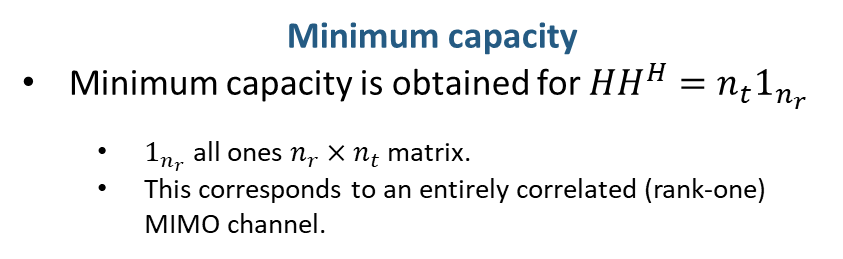 Minimum capacity
• Minimum capacity is obtained for $HH^H = n_t 1_{n_r}$
• $1_{n_r}$ all ones $n_r \times n_t$ matrix.
• This corresponds to an entirely correlated (rank-one)
MIMO channel.